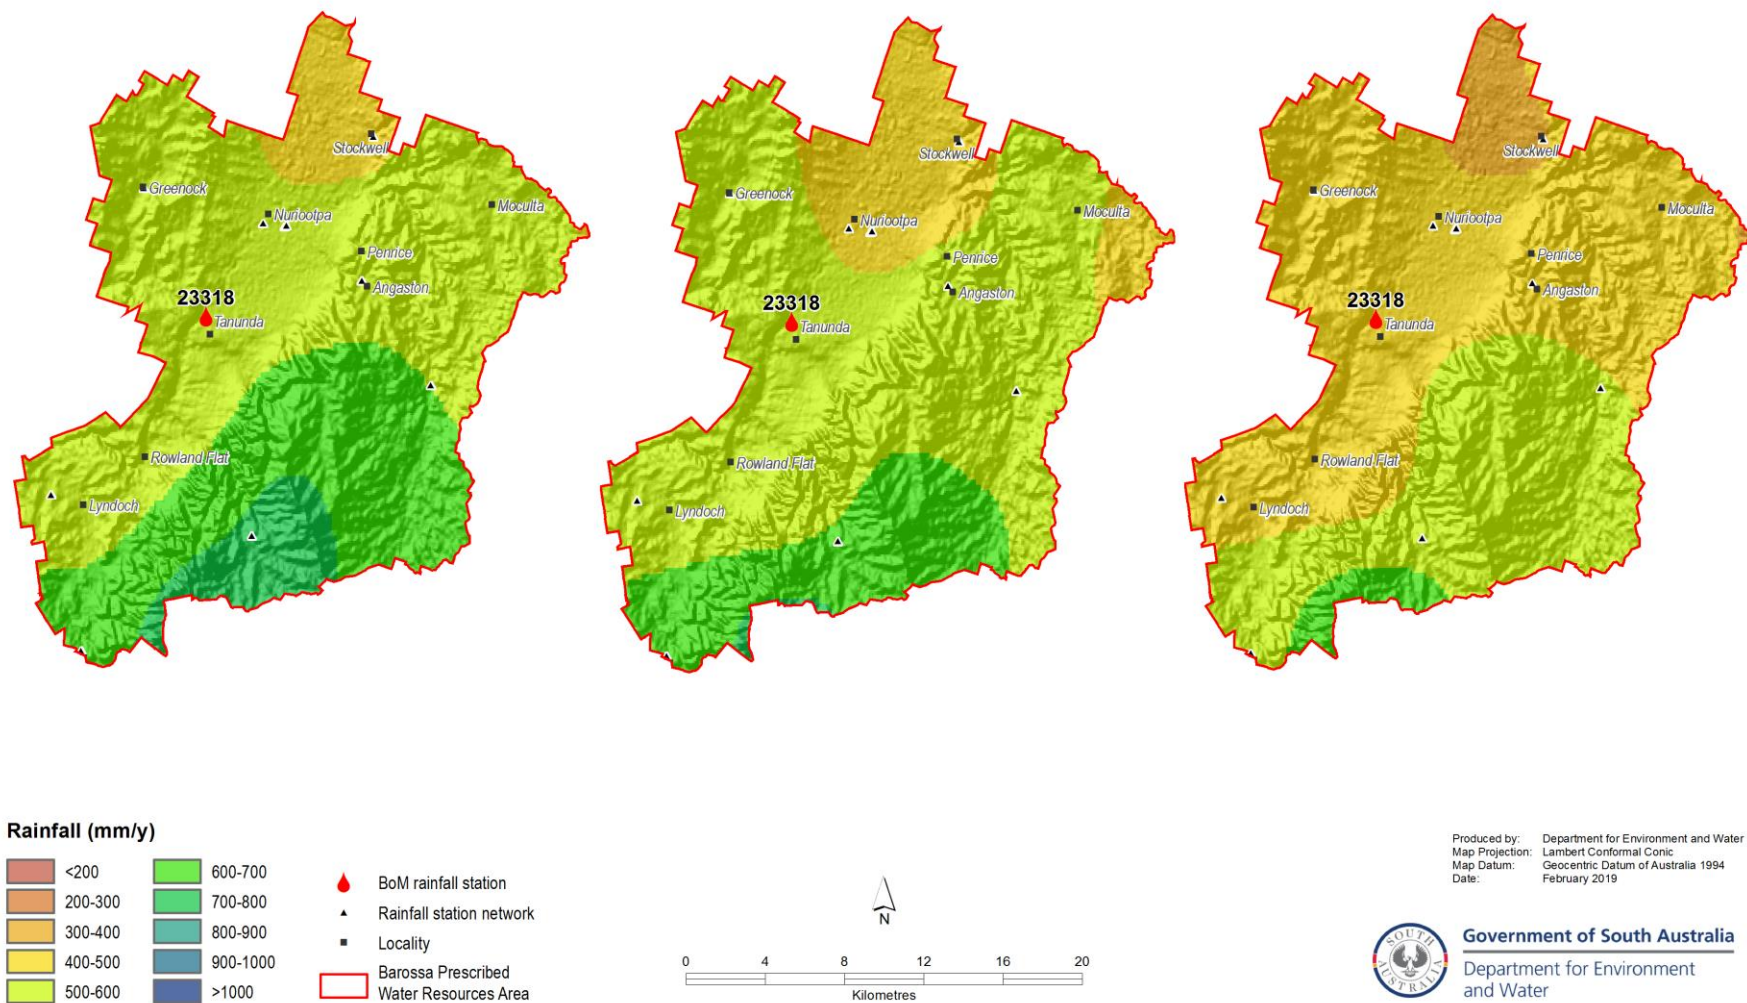 Stockwell
Greenock
Nuriootpa
Moculta
Penrice
Angaston
23318
Tanunda
Rowland Flat
Lyndoch
Stockwell
Greenock
Nuriootpa
Moculta
Penrice
Angaston
23318
Tanunda
Rowland Flat
Lyndoch
Stockwell
Greenock
Nuriootpa
Moculta
Penrice
Angaston
23318
Tanunda
Rowland Flat
Lyndoch
Rainfall (mm/y)
<200
200-300
300-400
400-500
500-600
600-700
700-800
800-900
900-1000
>1000
BoM rainfall station
Rainfall station network
Locality
Barossa Prescribed
Water Resources Area
N
0 4 8 12 16 20
Kilometres
Produced by: Department for Environment and Water
Map Projection: Lambert Conformal Conic
Map Datum: Geocentric Datum of Australia 1994
Date: February 2019
SOUTH
AUSTRALIA
Government of South Australia
Department for Environment
and Water